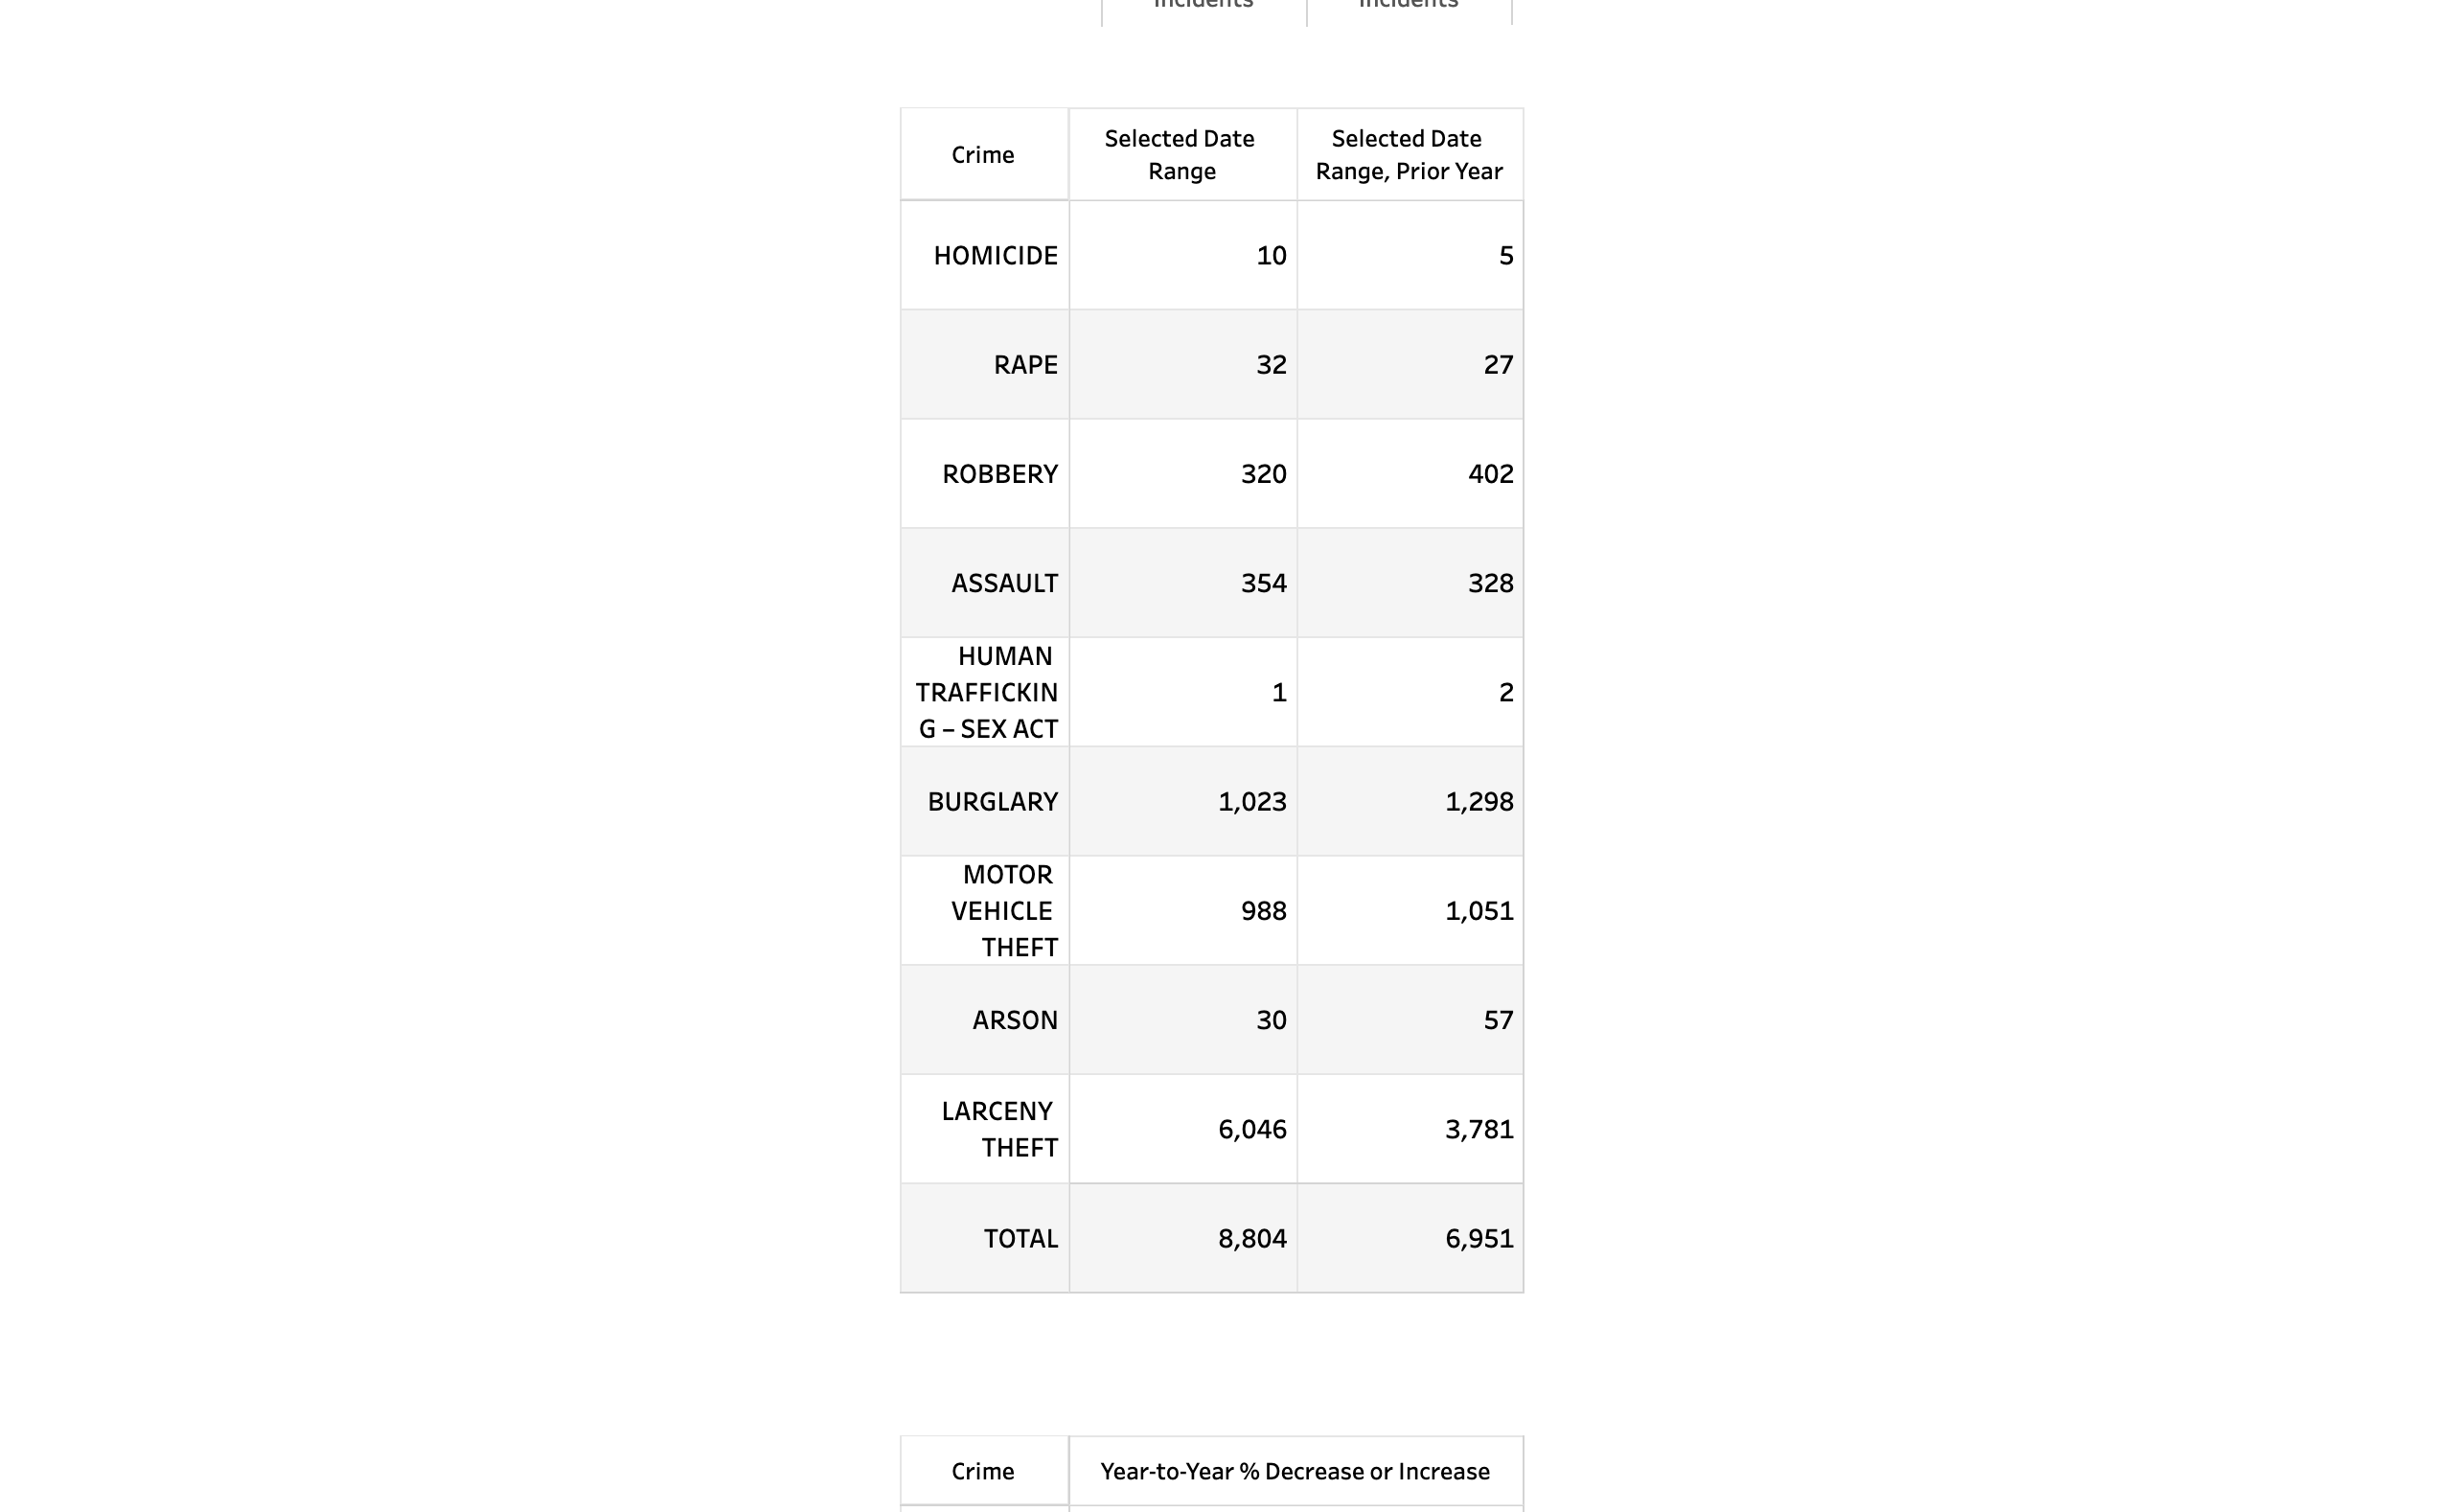 Incidents Incidents
Crime
Selected Date
Range
Selected Date
Range, Prior Year
HOMICIDE 10 5
RAPE 32 27
ROBBERY 320 402
ASSAULT 354 328
HUMAN
TRAFFICKIN
G – SEX ACT
1 2
BURGLARY 1,023 1,298
MOTOR
VEHICLE
THEFT
988 1,051
ARSON 30 57
LARCENY
THEFT
6,046 3,781
TOTAL 8,804 6,951
Crime Year-to-Year % Decrease or Increase